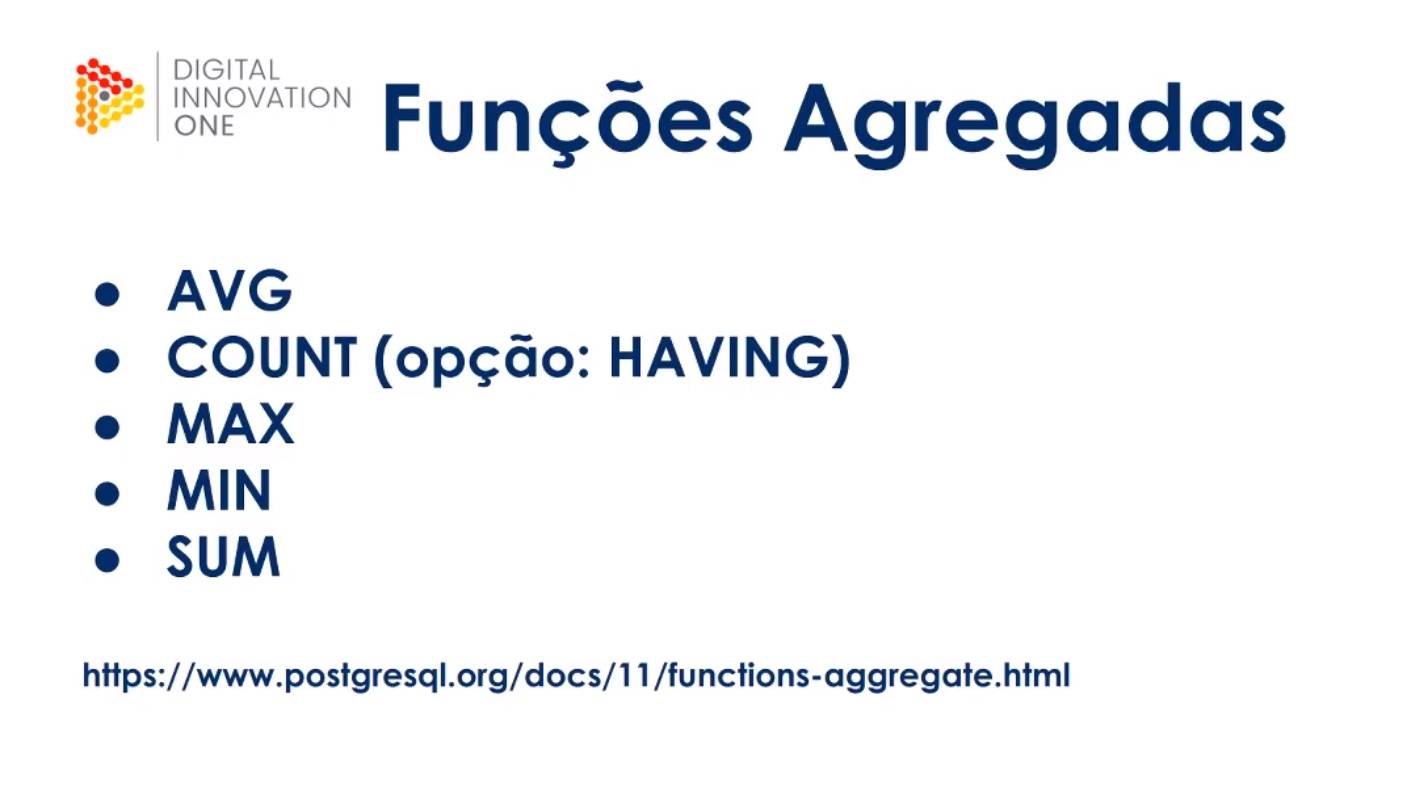 DIGITAL
INNOVATION
ONE
Funções Agregadas
● AVG
● COUNT (opção: HAVING)
● MAX
● MIN
● SUM
https://www.postgresql.org/docs/11/functions-aggregate.html